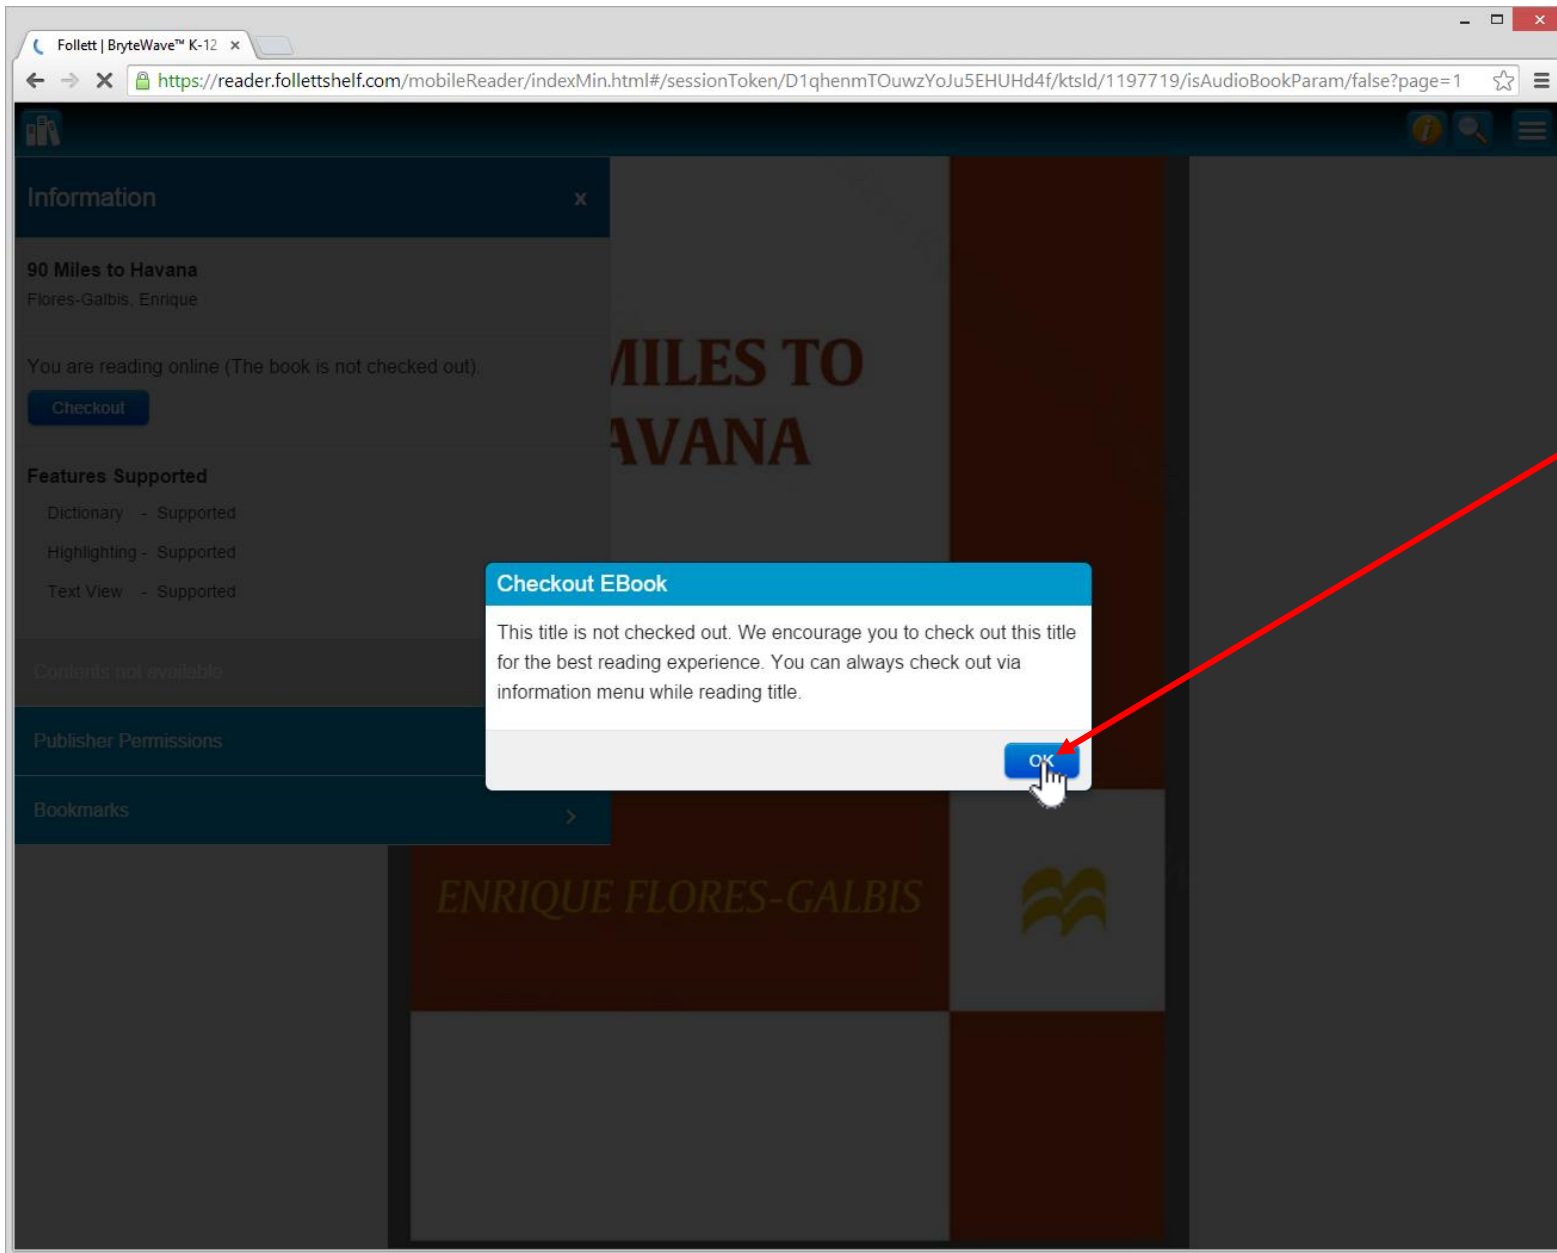 Follett | BryteWave™ K-12
https://reader.follettshelf.com/mobileReader/indexMin.html#/sessionToken/D1qhenmTOuwzYoJu5EHUHd4f/ktsId/1197719/isAudioBookParam/false?page=1
Information
x
90 Miles to Havana
Flores-Galbis, Enrique
You are reading online (The book is not checked out).
Checkout
Features Supported
Dictionary - Supported
Highlighting - Supported
Text View - Supported
Contents not available
Publisher Permissions
Bookmarks
MILES TO
AVANA
Checkout EBook
This title is not checked out. We encourage you to check out this title
for the best reading experience. You can always check out via
information menu while reading title.
OK
ENRIQUE FLORES-GALBIS